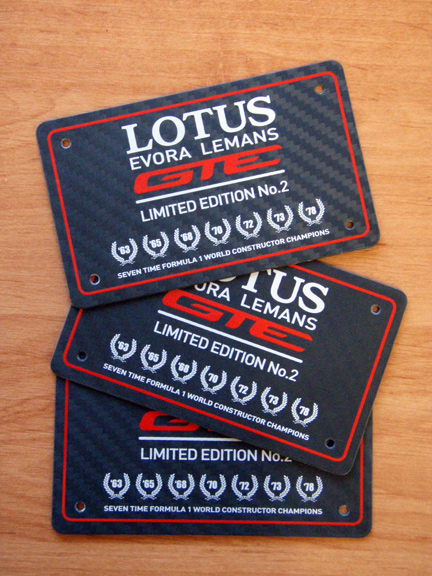 LOTUS
EVORA LEMANS
GTE
LIMITED EDITION No.2
'63 '65 '68 '70 '72 '73 '78
SEVEN TIME FORMULA 1 WORLD CONSTRUCTOR CHAMPIONS
LOTUS
EVORA LEMANS
GTE
LIMITED EDITION No.2
'63 '65 '68 '70 '72 '73 '78
SEVEN TIME FORMULA 1 WORLD CONSTRUCTOR CHAMPIONS
GTE
LIMITED EDITION No.2
'63 '65 '68 '70 '72 '73 '78
SEVEN TIME FORMULA 1 WORLD CONSTRUCTOR CHAMPIONS